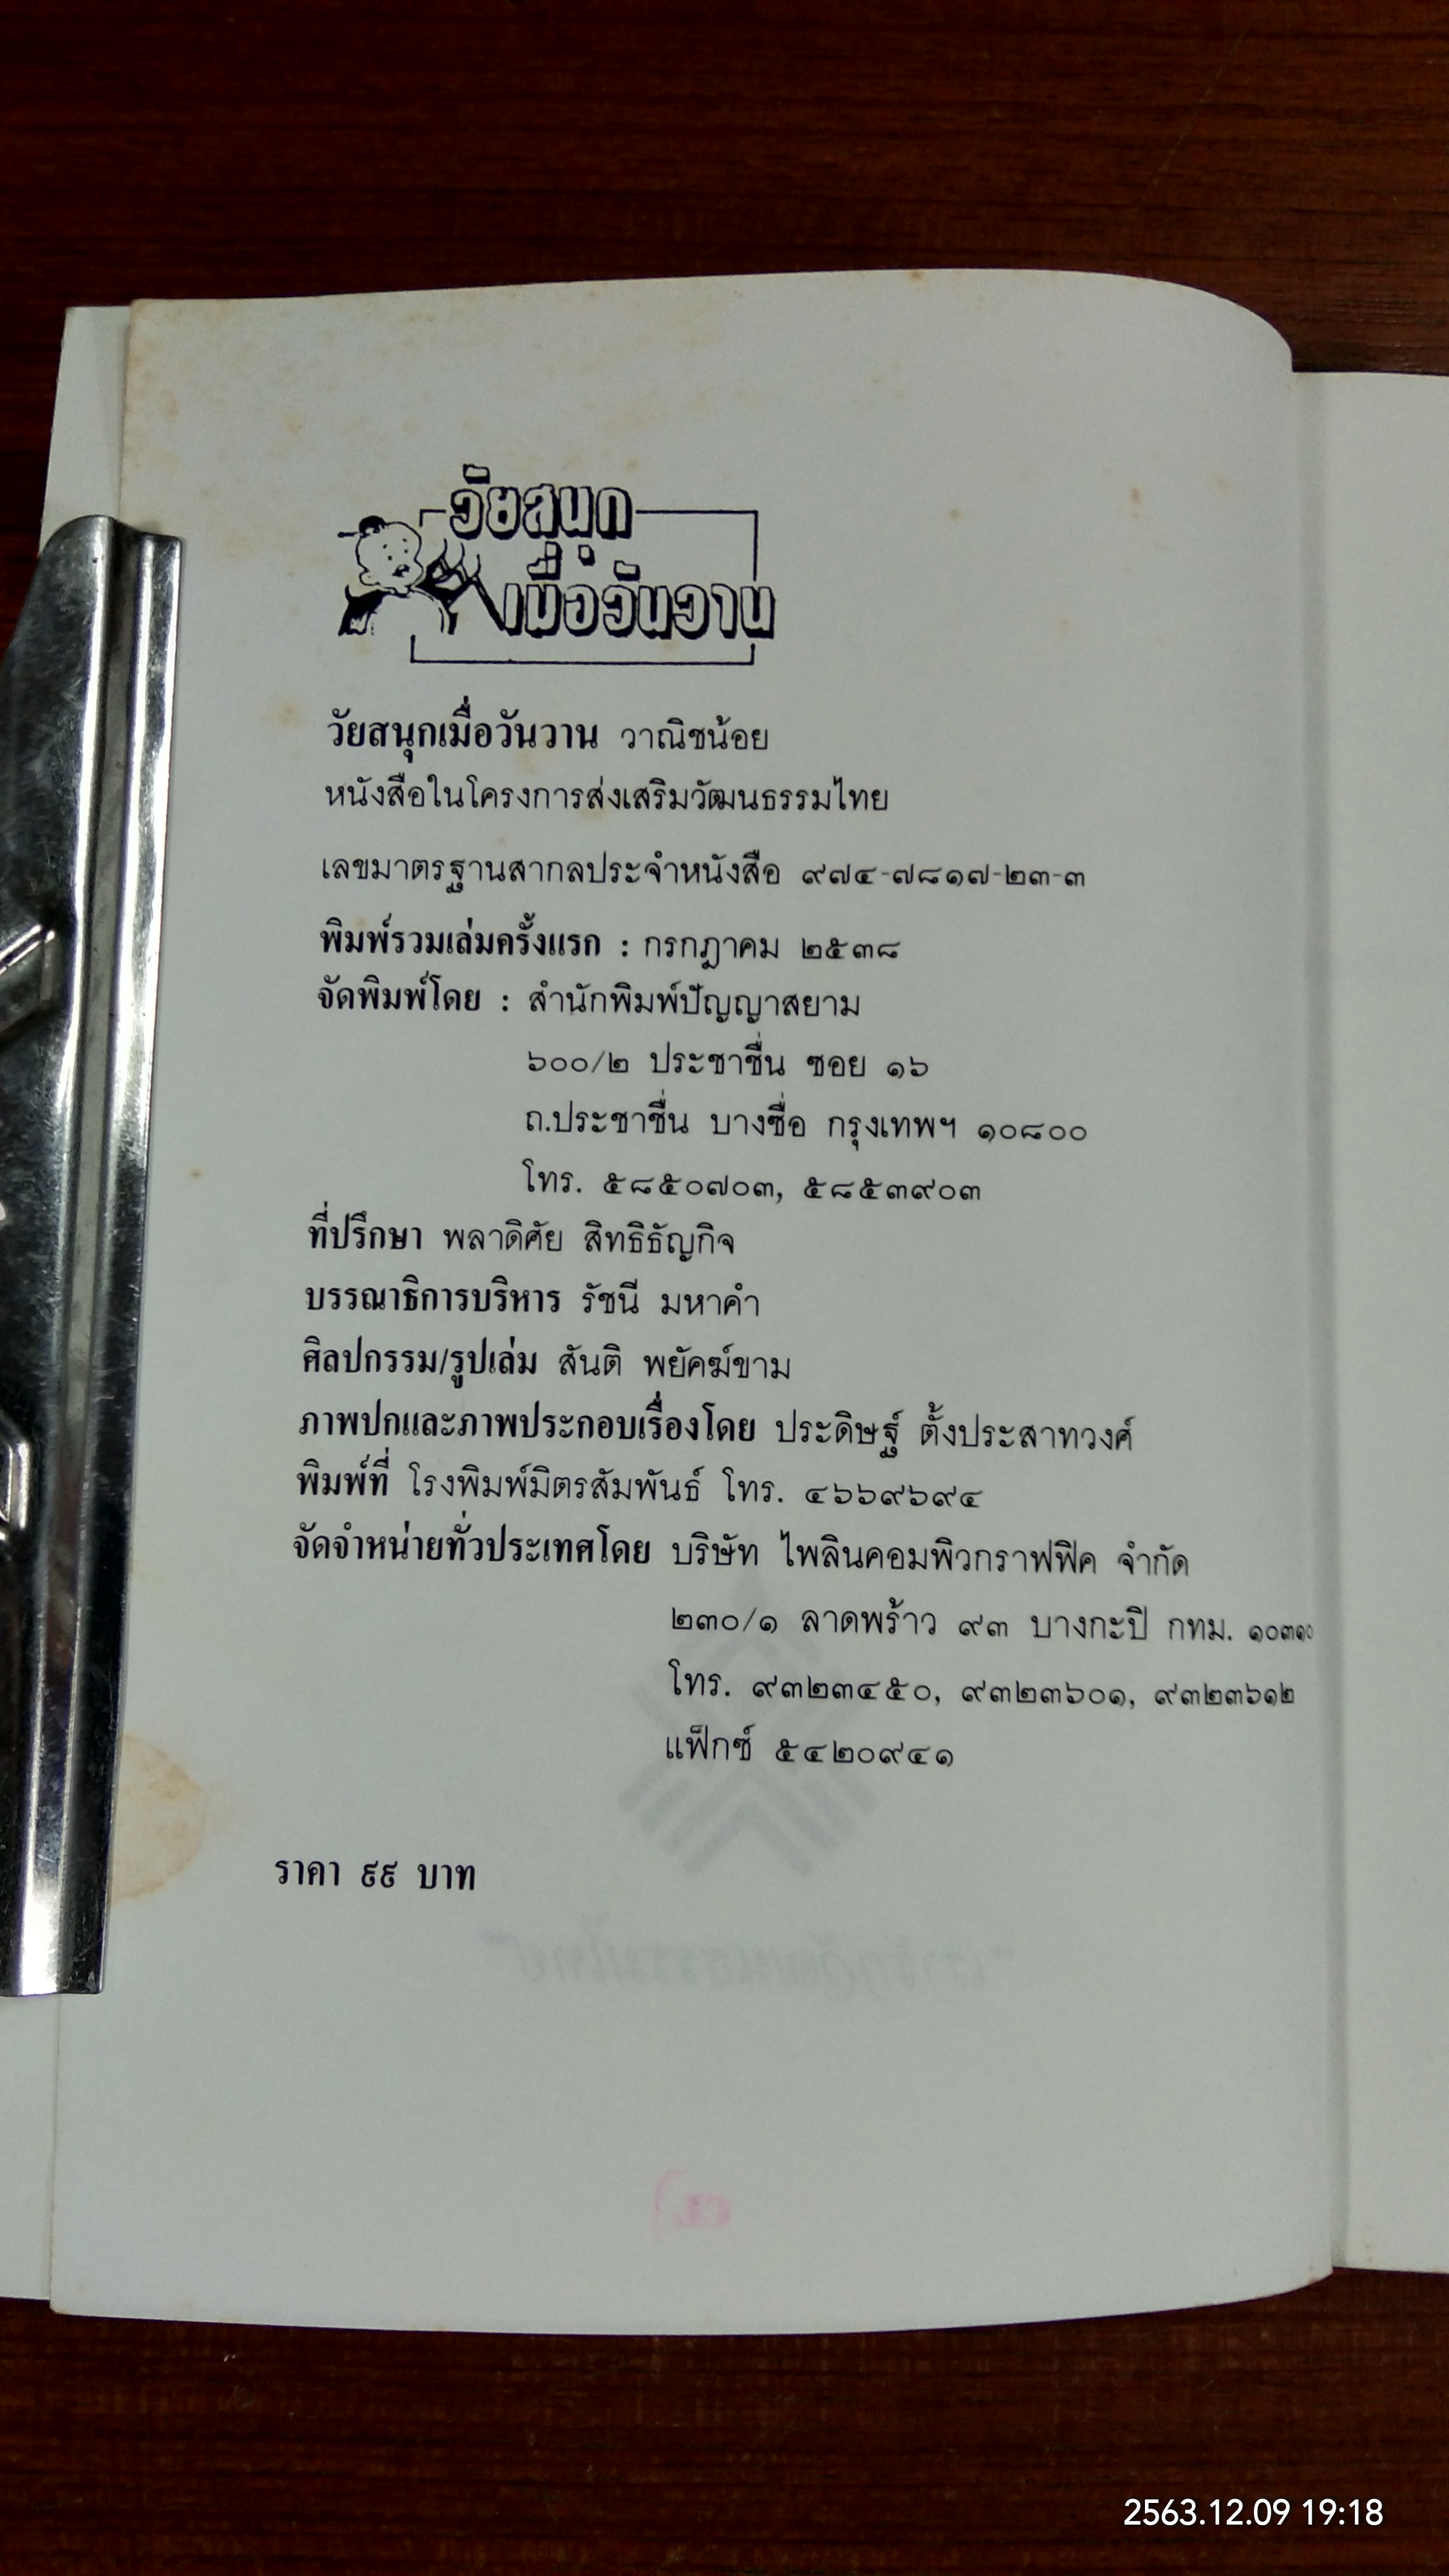 วัยสนุก
เมื่อวันวาน
วัยสนุกเมื่อวันวาน วาณิชน้อย
หนังสือในโครงการส่งเสริมวัฒนธรรมไทย
เลขมาตรฐานสากลประจำหนังสือ ๙๗๔-๗๘๑๗-๒๓-๓
พิมพ์รวมเล่มครั้งแรก : กรกฎาคม ๒๕๓๘
จัดพิมพ์โดย : สำนักพิมพ์ปัญญาสยาม
๖๐๐/๒ ประชาชื่น ซอย ๑๖
ถ.ประชาชื่น บางซื่อ กรุงเทพฯ ๑๐๘๐๐
โทร. ๕๘๕๐๗๐๓, ๕๘๕๓๙๐๓
ที่ปรึกษา พลาดิศัย สิทธิธัญกิจ
บรรณาธิการบริหาร รัชนี มหาคำ
ศิลปกรรม/รูปเล่ม สันติ พยัคฆ์ขาม
ภาพปกและภาพประกอบเรื่องโดย ประดิษฐ์ ตั้งประสาทวงศ์
พิมพ์ที่ โรงพิมพ์มิตรสัมพันธ์ โทร. ๔๖๖๙๖๙๔
จัดจำหน่ายทั่วประเทศโดย บริษัท ไพลินคอมพิวกราฟฟิค จำกัด
๒๓๐/๑ ลาดพร้าว ๙๓ บางกะปิ กทม. ๑๐๓๑๐
โทร. ๙๓๒๓๔๕๐, ๙๓๒๓๖๐๑, ๙๓๒๓๖๑๒
แฟ็กซ์ ๕๔๒๐๙๔๑
ราคา ๙๙ บาท
2563.12.09 19:18